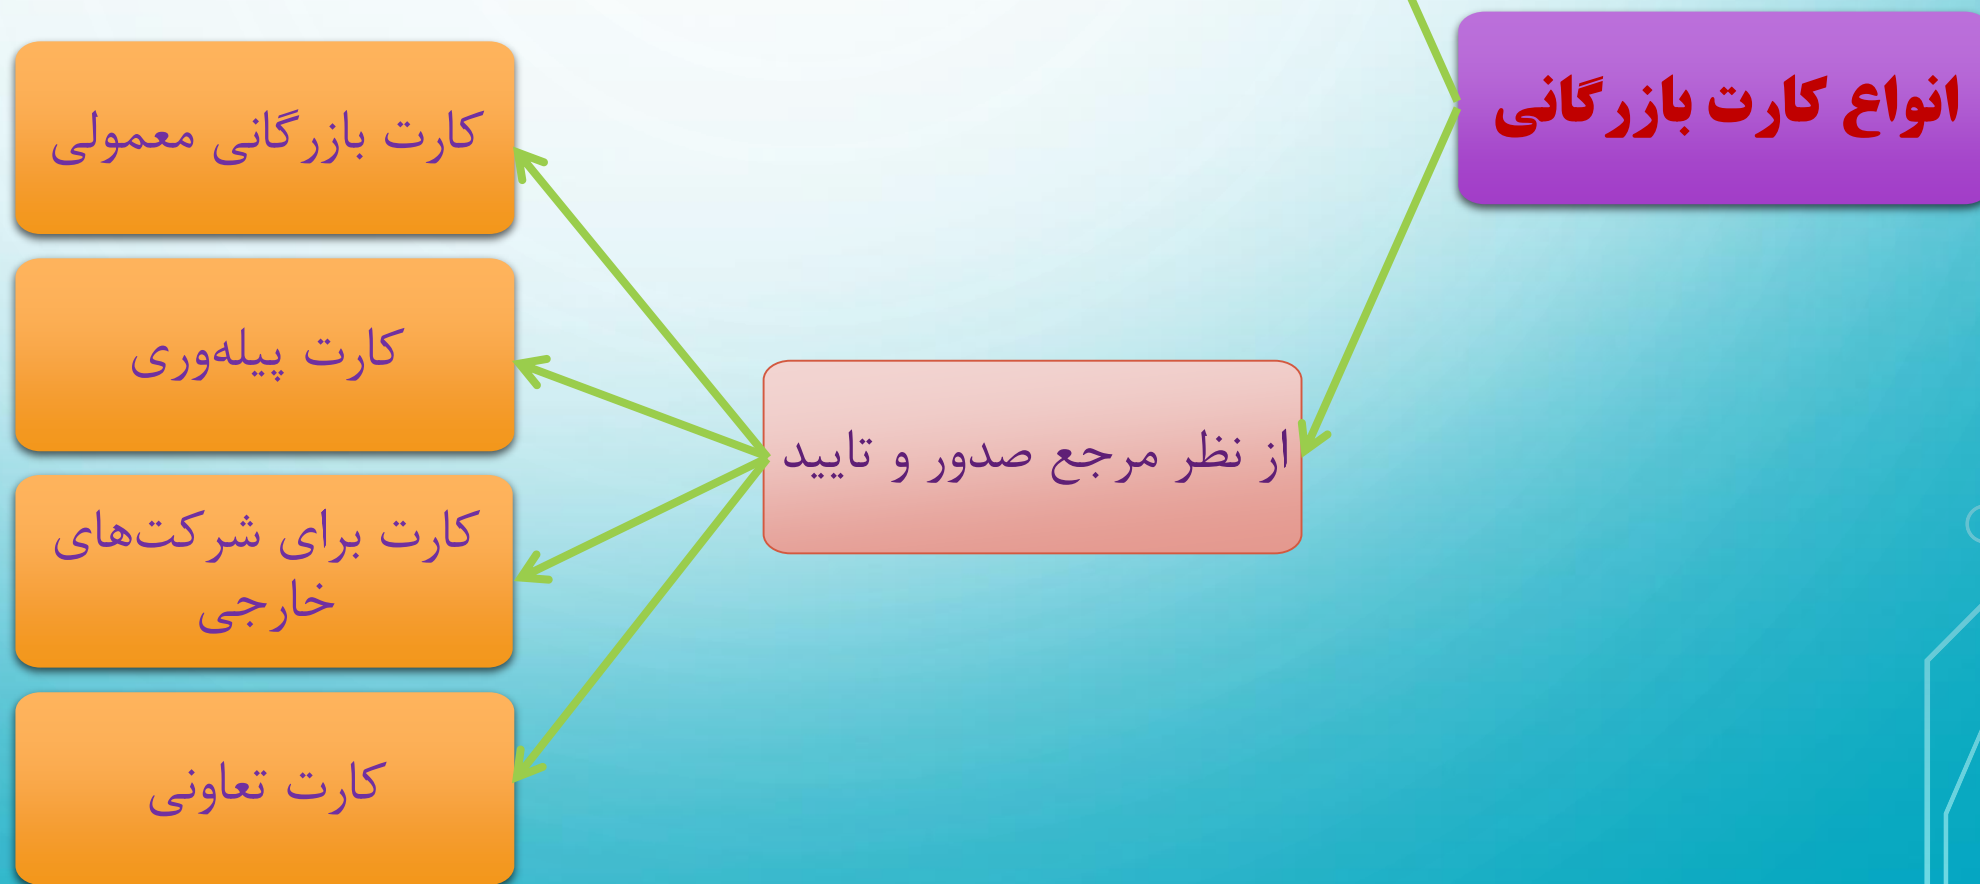 انواع کارت بازرگانی
از نظر مرجع صدور و تایید
کارت بازرگانی معمولی
کارت پیله‌وری
کارت برای شرکت‌های
خارجی
کارت تعاونی